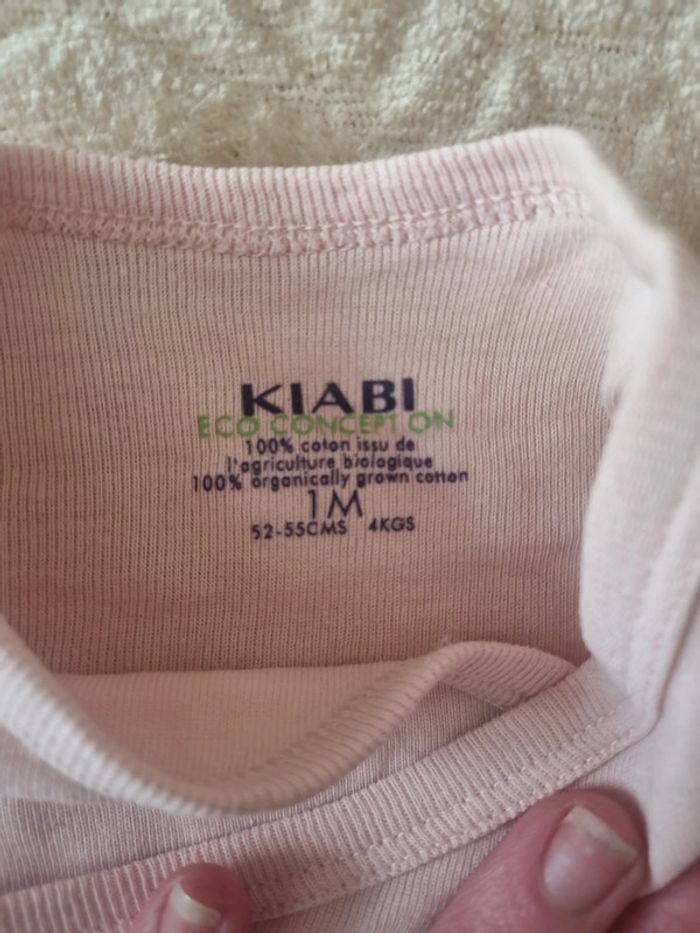 KIABI
ECO CONCEPTION
100% coton issu de
l'agriculture biologique
100% organically grown cotton
1M
52-55CMS 4KGS